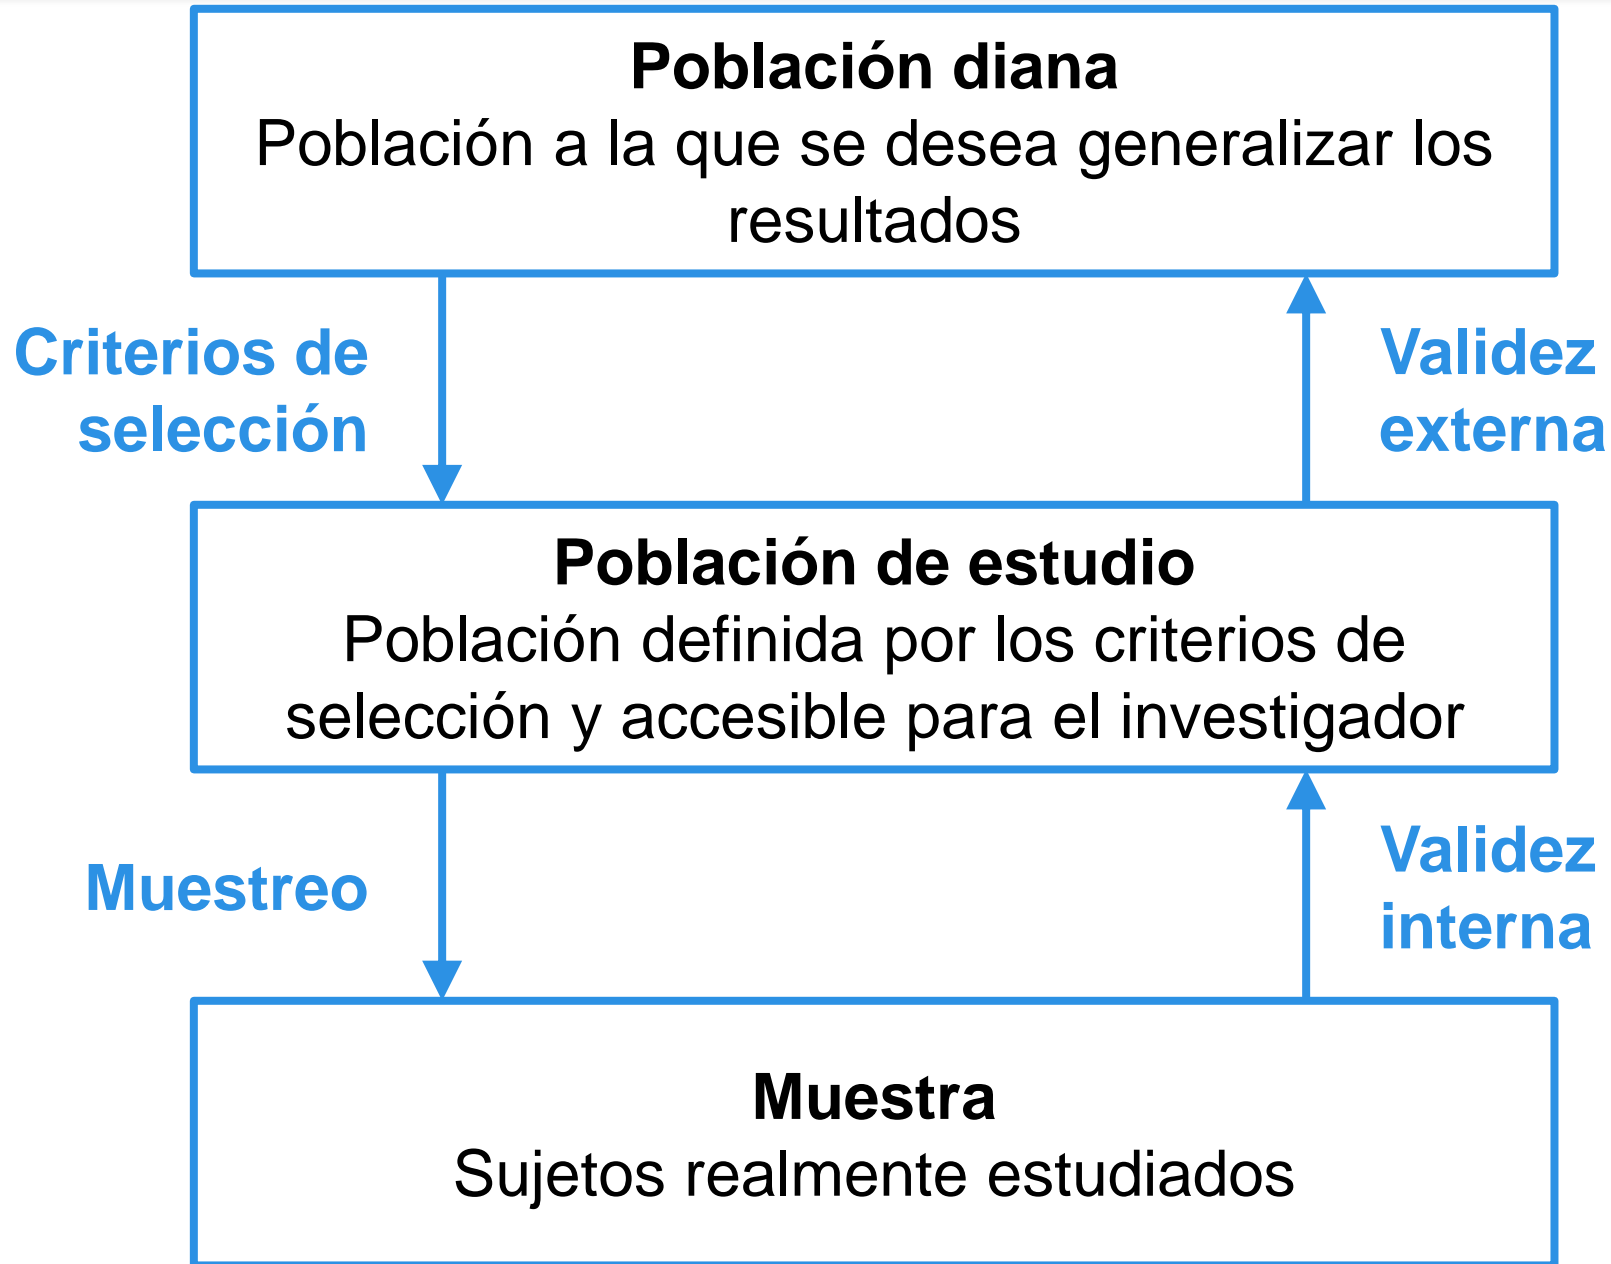 Población diana
Población a la que se desea generalizar los
resultados
Criterios de
selección
Validez
externa
Población de estudio
Población definida por los criterios de
selección y accesible para el investigador
Muestreo
Validez
interna
Muestra
Sujetos realmente estudiados